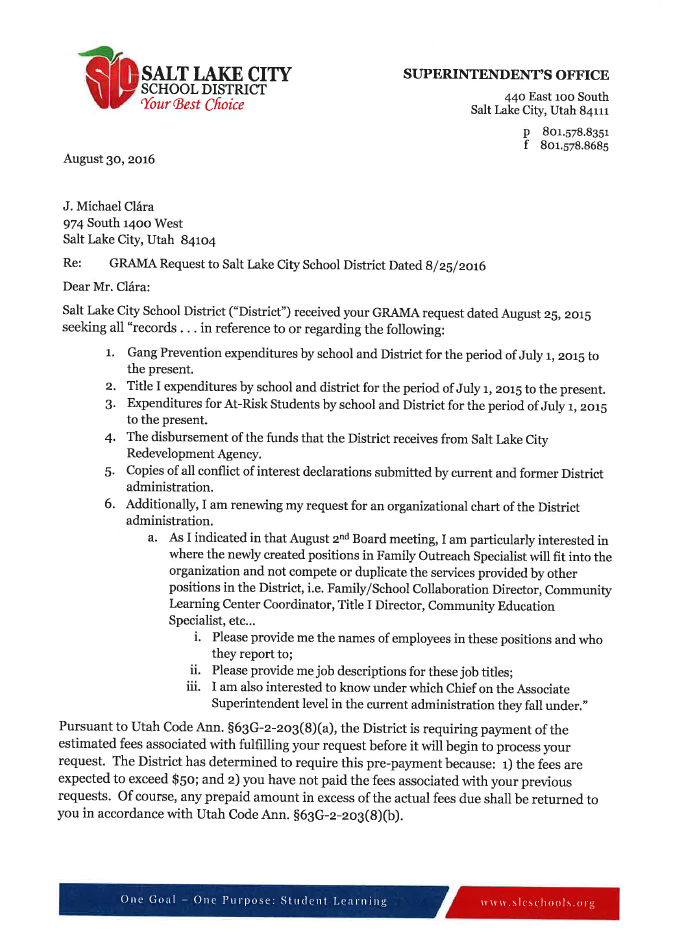 SLC SALT LAKE CITY
SCHOOL DISTRICT
Your Best Choice
SUPERINTENDENT'S OFFICE
440 East 100 South
Salt Lake City, Utah 84111
p 801.578.8351
f 801.578.8685
August 30, 2016
J. Michael Clára
974 South 1400 West
Salt Lake City, Utah 84104
Re: GRAMA Request to Salt Lake City School District Dated 8/25/2016
Dear Mr. Clára:
Salt Lake City School District ("District") received your GRAMA request dated August 25, 2015
seeking all "records . . . in reference to or regarding the following:
1. Gang Prevention expenditures by school and District for the period of July 1, 2015 to
the present.
2. Title I expenditures by school and district for the period of July 1, 2015 to the present.
3. Expenditures for At-Risk Students by school and District for the period of July 1, 2015
to the present.
4. The disbursement of the funds that the District receives from Salt Lake City
Redevelopment Agency.
5. Copies of all conflict of interest declarations submitted by current and former District
administration.
6. Additionally, I am renewing my request for an organizational chart of the District
administration.
a. As I indicated in that August 2nd Board meeting, I am particularly interested in
where the newly created positions in Family Outreach Specialist will fit into the
organization and not compete or duplicate the services provided by other
positions in the District, i.e. Family/School Collaboration Director, Community
Learning Center Coordinator, Title I Director, Community Education
Specialist, etc...
i. Please provide me the names of employees in these positions and who
they report to;
ii. Please provide me job descriptions for these job titles;
iii. I am also interested to know under which Chief on the Associate
Superintendent level in the current administration they fall under."
Pursuant to Utah Code Ann. §63G-2-203(8)(a), the District is requiring payment of the
estimated fees associated with fulfilling your request before it will begin to process your
request. The District has determined to require this pre-payment because: 1) the fees are
expected to exceed $50; and 2) you have not paid the fees associated with your previous
requests. Of course, any prepaid amount in excess of the actual fees due shall be returned to
you in accordance with Utah Code Ann. §63G-2-203(8)(b).
One Goal – One Purpose: Student Learning
www.slcschools.org